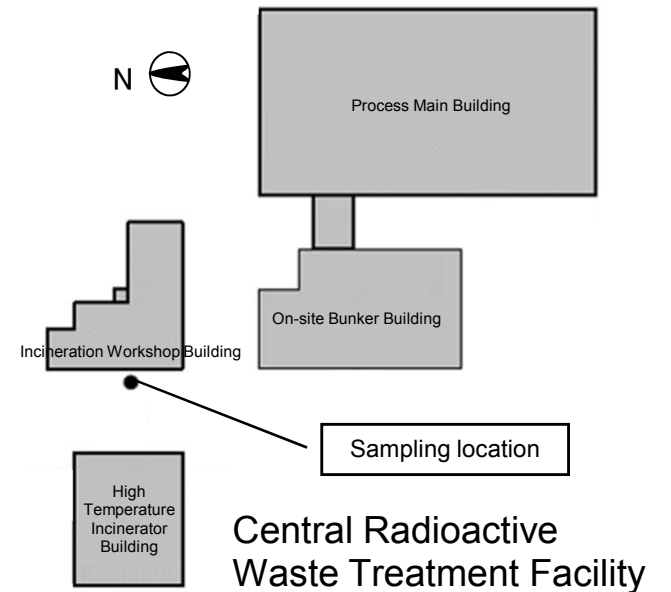 N
Process Main Building
On-site Bunker Building
Incineration Workshop Building
Sampling location
High
Temperature
Incinerator
Building
Central Radioactive
Waste Treatment Facility